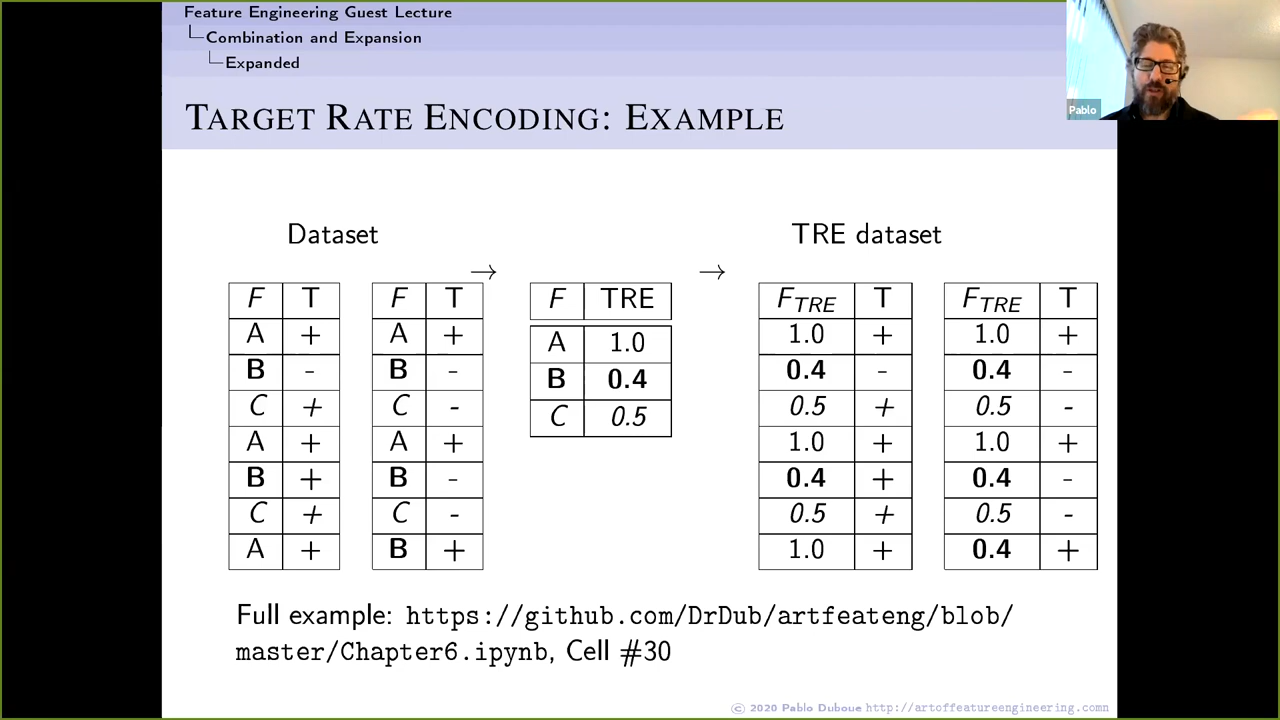 Feature Engineering Guest Lecture
Combination and Expansion
Expanded
TARGET RATE ENCODING: EXAMPLE
Pablo
Dataset
TRE dataset
→
→
F T F T F TRE F_TRE T F_TRE T
A + A + A 1.0 1.0 + 1.0 +
B - B - B 0.4 0.4 - 0.4 -
C + C - C 0.5 0.5 + 0.5 -
A + A + 1.0 + 1.0 +
B + B - 0.4 + 0.4 -
C + C - 0.5 + 0.5 -
A + B + 1.0 + 0.4 +
Full example: https://github.com/DrDub/artfeateng/blob/
master/Chapter6.ipynb, Cell #30
© 2020 Pablo Duboue http://artoffeatureengineering.comn